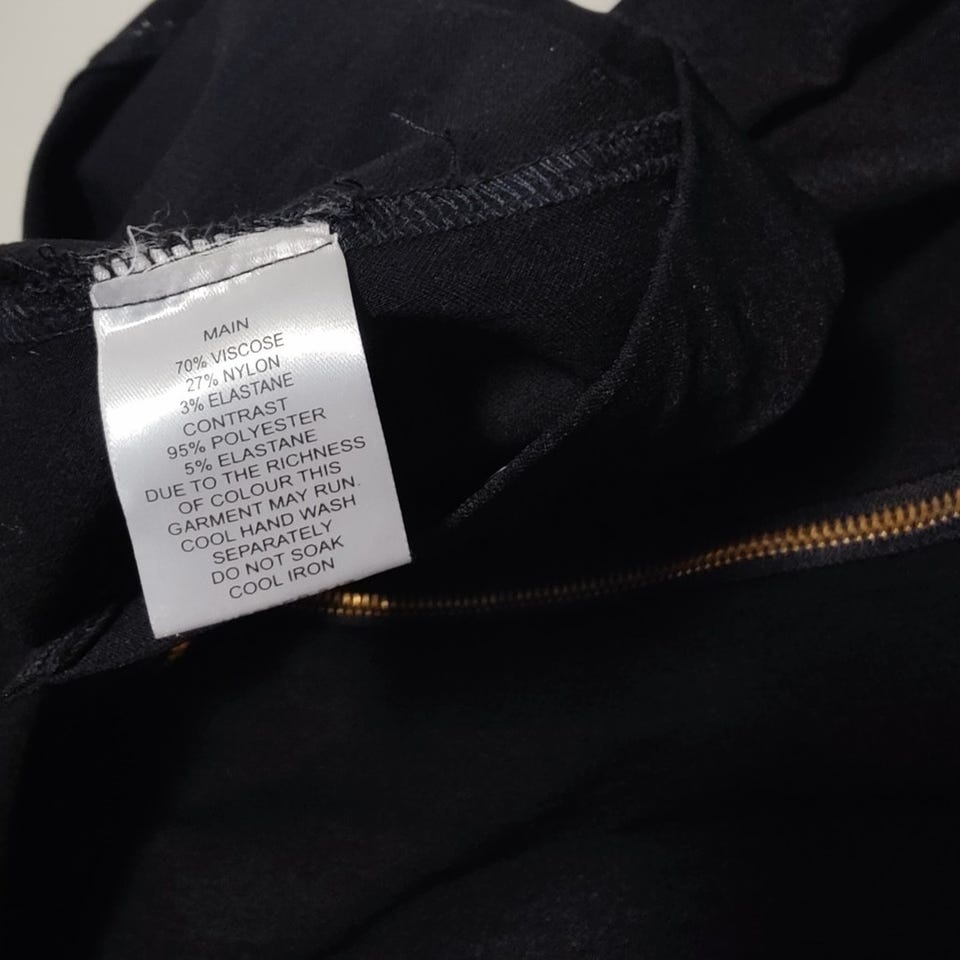 MAIN
70% VISCOSE
27% NYLON
3% ELASTANE
CONTRAST
95% POLYESTER
5% ELASTANE
DUE TO THE RICHNESS
OF COLOUR THIS
GARMENT MAY RUN.
COOL HAND WASH
SEPARATELY
DO NOT SOAK
COOL IRON